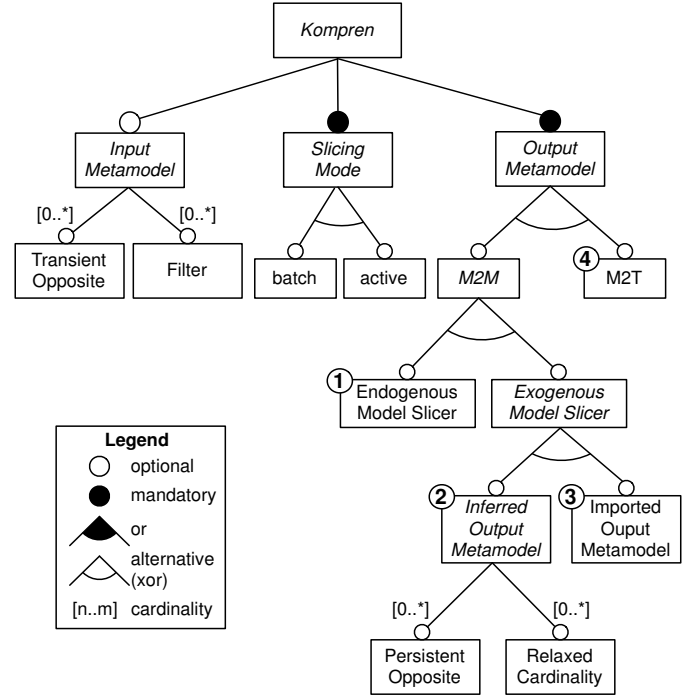 Kompren
Input
Metamodel
Slicing
Mode
Output
Metamodel
[0..*]
[0..*]
Transient
Opposite
Filter
batch
active
M2M
4
M2T
1
Endogenous
Model Slicer
Exogenous
Model Slicer
2
Inferred
Output
Metamodel
3
Imported
Ouput
Metamodel
[0..*]
[0..*]
Persistent
Opposite
Relaxed
Cardinality
Legend
optional
mandatory
or
alternative
(xor)
[n..m] cardinality